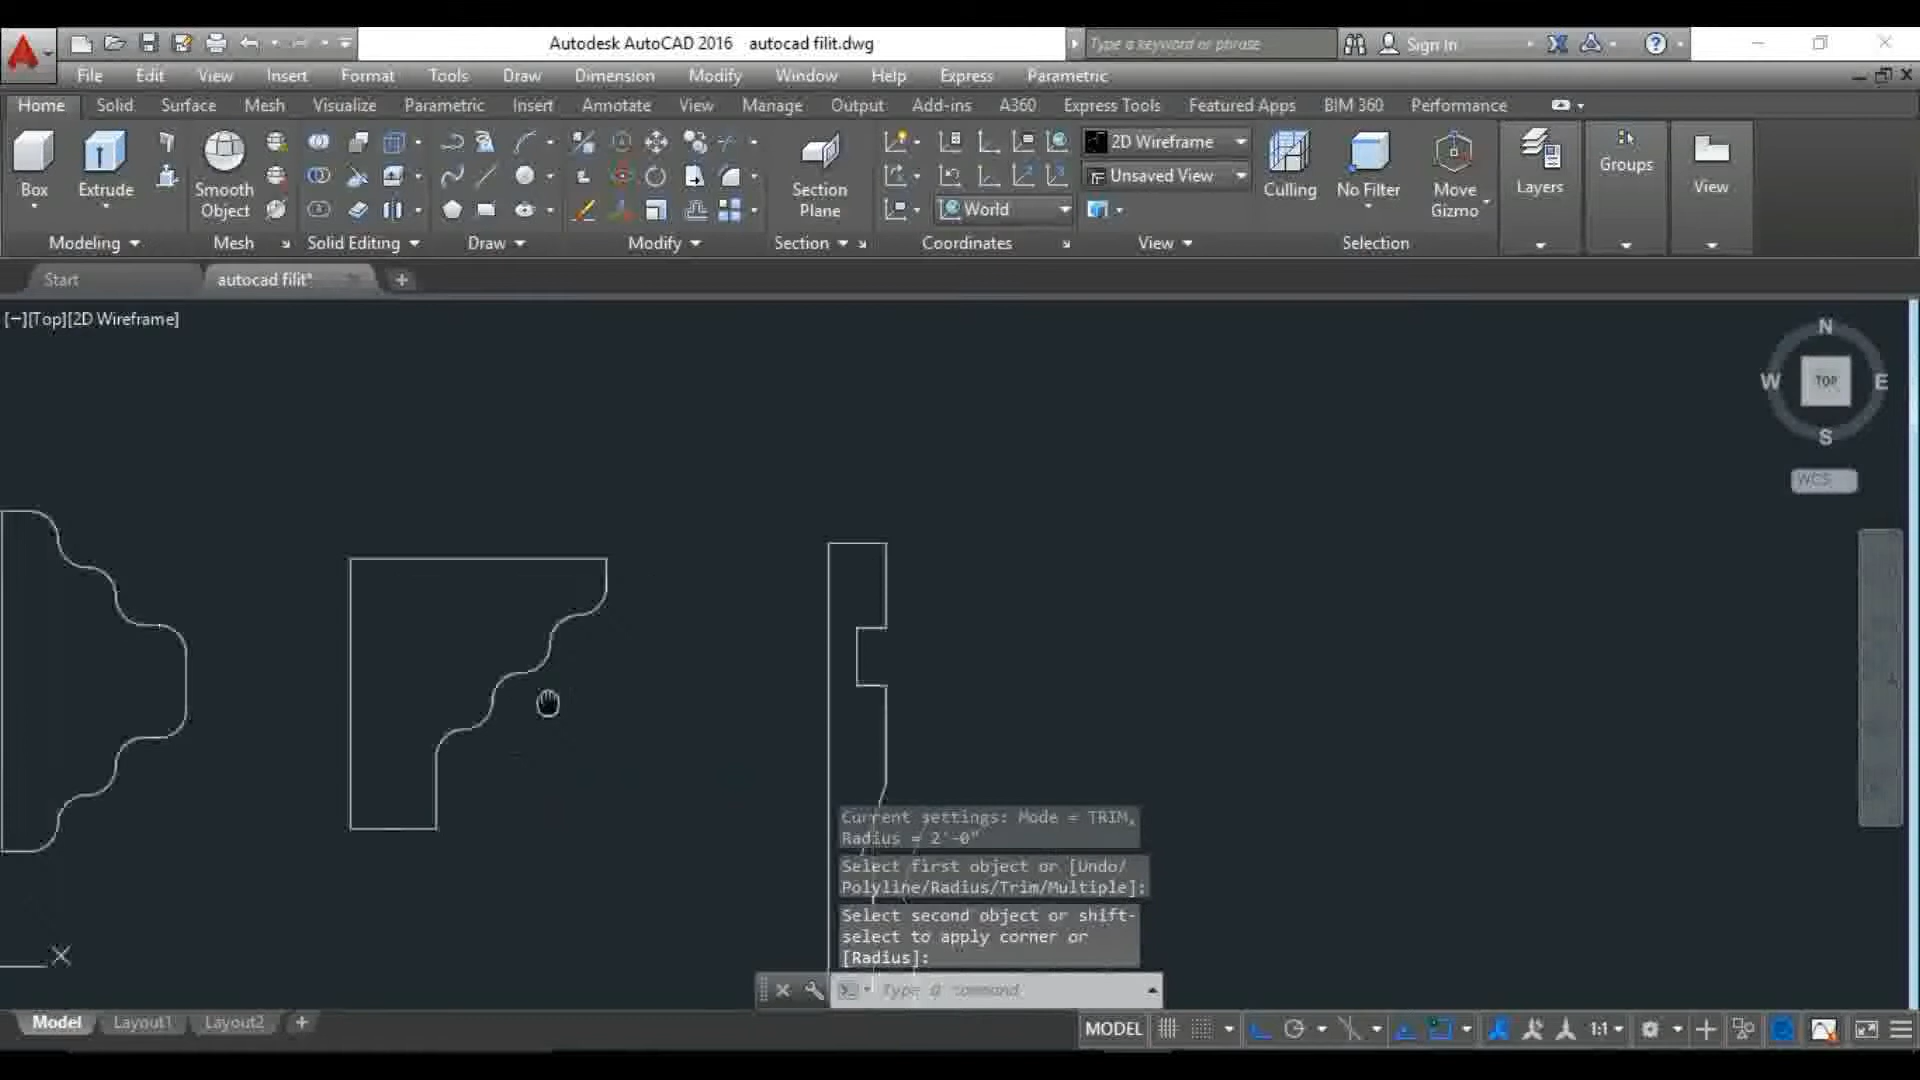 Autodesk AutoCAD 2016 autocad filit.dwg
Type a keyword or phrase
Sign In
File Edit View Insert Format Tools Draw Dimension Modify Window Help Express Parametric
Home Solid Surface Mesh Visualize Parametric Insert Annotate View Manage Output Add-ins A360 Express Tools Featured Apps BIM 360 Performance
2D Wireframe
Unsaved View
World
Box
Extrude
Smooth
Object
Section
Plane
Culling
No Filter
Move
Gizmo
Layers
Groups
View
Modeling Mesh Solid Editing Draw Modify Section Coordinates View Selection
Start autocad filit*
[−][Top][2D Wireframe]
N
W TOP E
S
WCS
Current settings: Mode = TRIM,
Radius = 2'-0"
Select first object or [Undo/
Polyline/Radius/Trim/Multiple]:
Select second object or shift-
select to apply corner or
[Radius]:
X
Type a command
Model Layout1 Layout2
MODEL 1:1